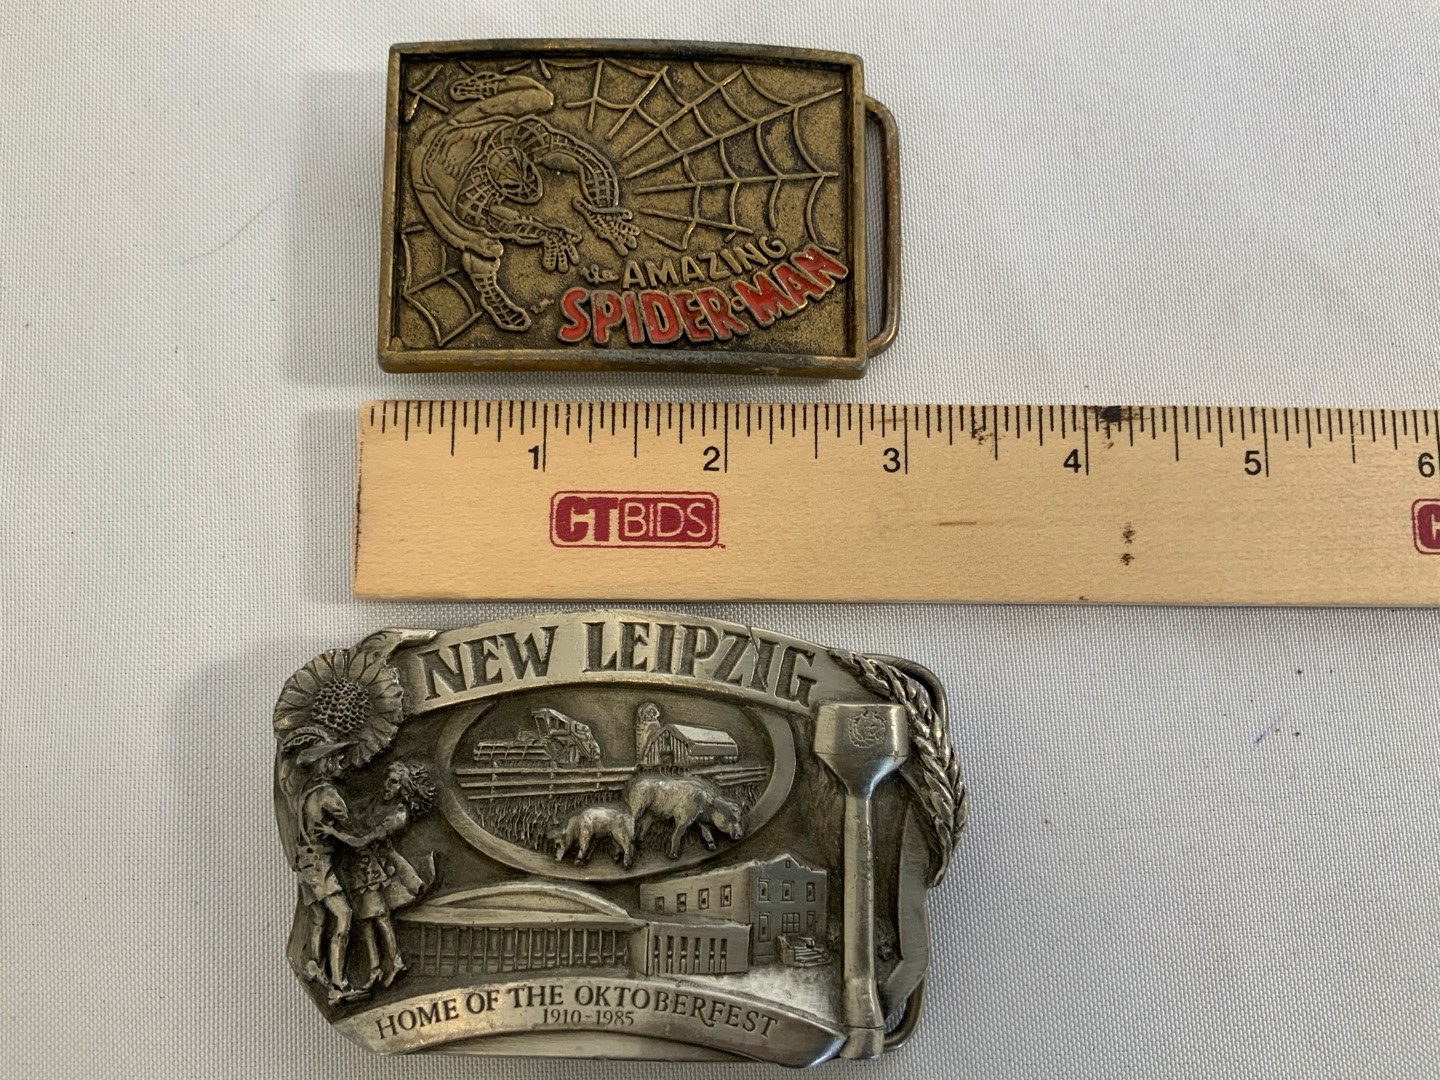 the AMAZING
SPIDER-MAN
1 2 3 4 5 6
CTBIDS
NEW LEIPZIG
HOME OF THE OKTOBERFEST
1910-1985